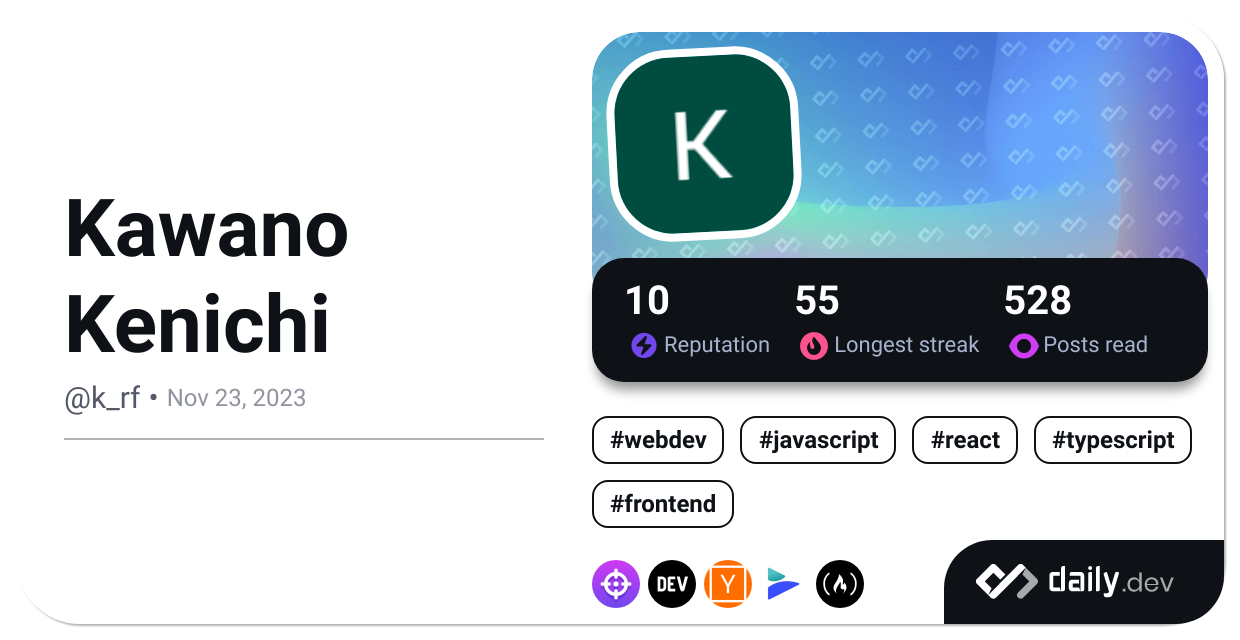 Kawano
Kenichi
@k_rf • Nov 23, 2023
K
10 55 528
Reputation Longest streak Posts read
#webdev #javascript #react #typescript
#frontend
DEV Y
daily.dev